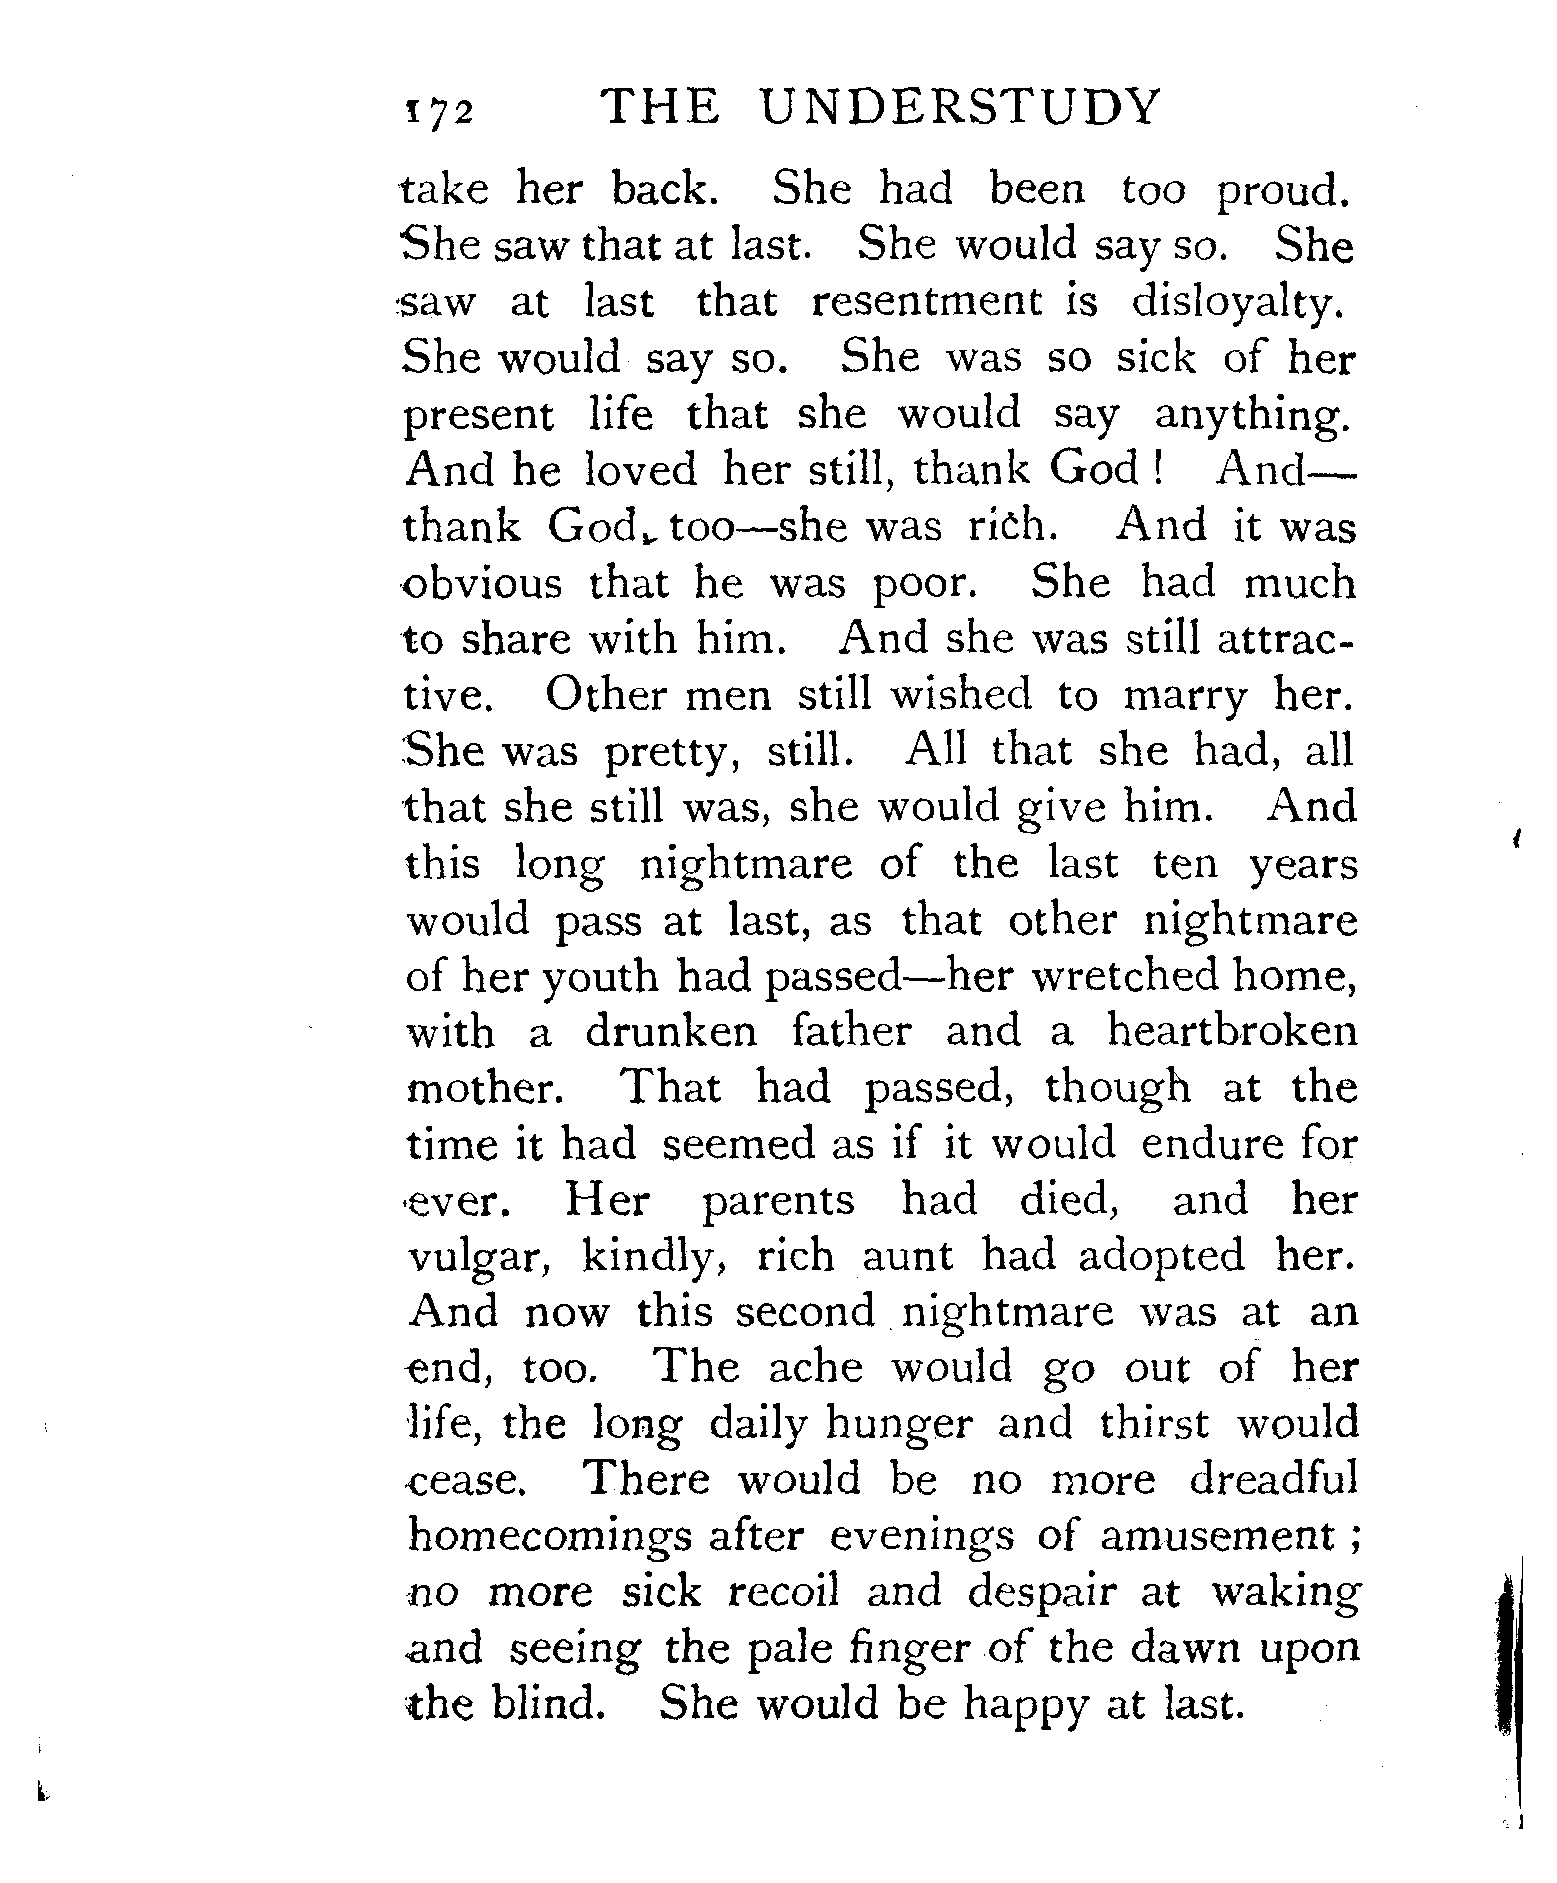 172 THE UNDERSTUDY
take her back. She had been too proud.
She saw that at last. She would say so. She
saw at last that resentment is disloyalty.
She would say so. She was so sick of her
present life that she would say anything.
And he loved her still, thank God! And—
thank God, too—she was rich. And it was
obvious that he was poor. She had much
to share with him. And she was still attrac-
tive. Other men still wished to marry her.
She was pretty, still. All that she had, all
that she still was, she would give him. And
this long nightmare of the last ten years
would pass at last, as that other nightmare
of her youth had passed—her wretched home,
with a drunken father and a heartbroken
mother. That had passed, though at the
time it had seemed as if it would endure for
ever. Her parents had died, and her
vulgar, kindly, rich aunt had adopted her.
And now this second nightmare was at an
end, too. The ache would go out of her
life, the long daily hunger and thirst would
cease. There would be no more dreadful
homecomings after evenings of amusement;
no more sick recoil and despair at waking
and seeing the pale finger of the dawn upon
the blind. She would be happy at last.